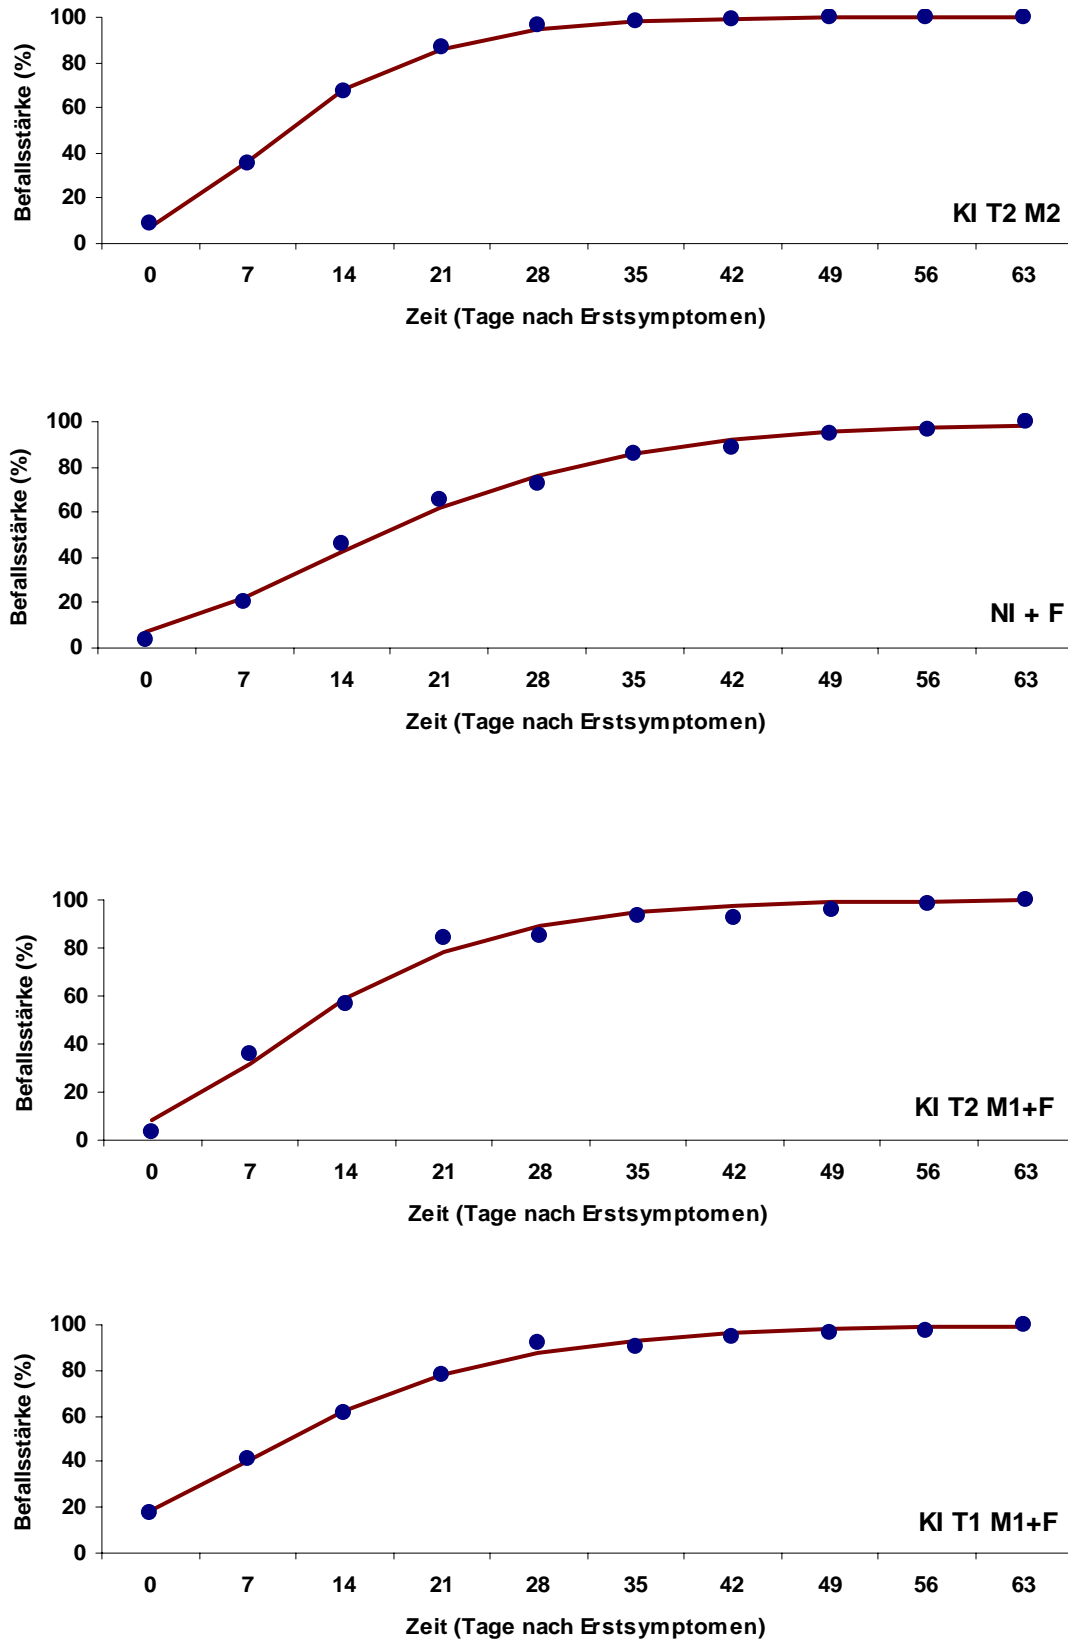 100
80
60
40
20
0
Befallsstärke (%)
KI T2 M2
0 7 14 21 28 35 42 49 56 63
Zeit (Tage nach Erstsymptomen)
100
80
60
40
20
0
Befallsstärke (%)
NI + F
0 7 14 21 28 35 42 49 56 63
Zeit (Tage nach Erstsymptomen)
100
80
60
40
20
0
Befallsstärke (%)
KI T2 M1+F
0 7 14 21 28 35 42 49 56 63
Zeit (Tage nach Erstsymptomen)
100
80
60
40
20
0
Befallsstärke (%)
KI T1 M1+F
0 7 14 21 28 35 42 49 56 63
Zeit (Tage nach Erstsymptomen)